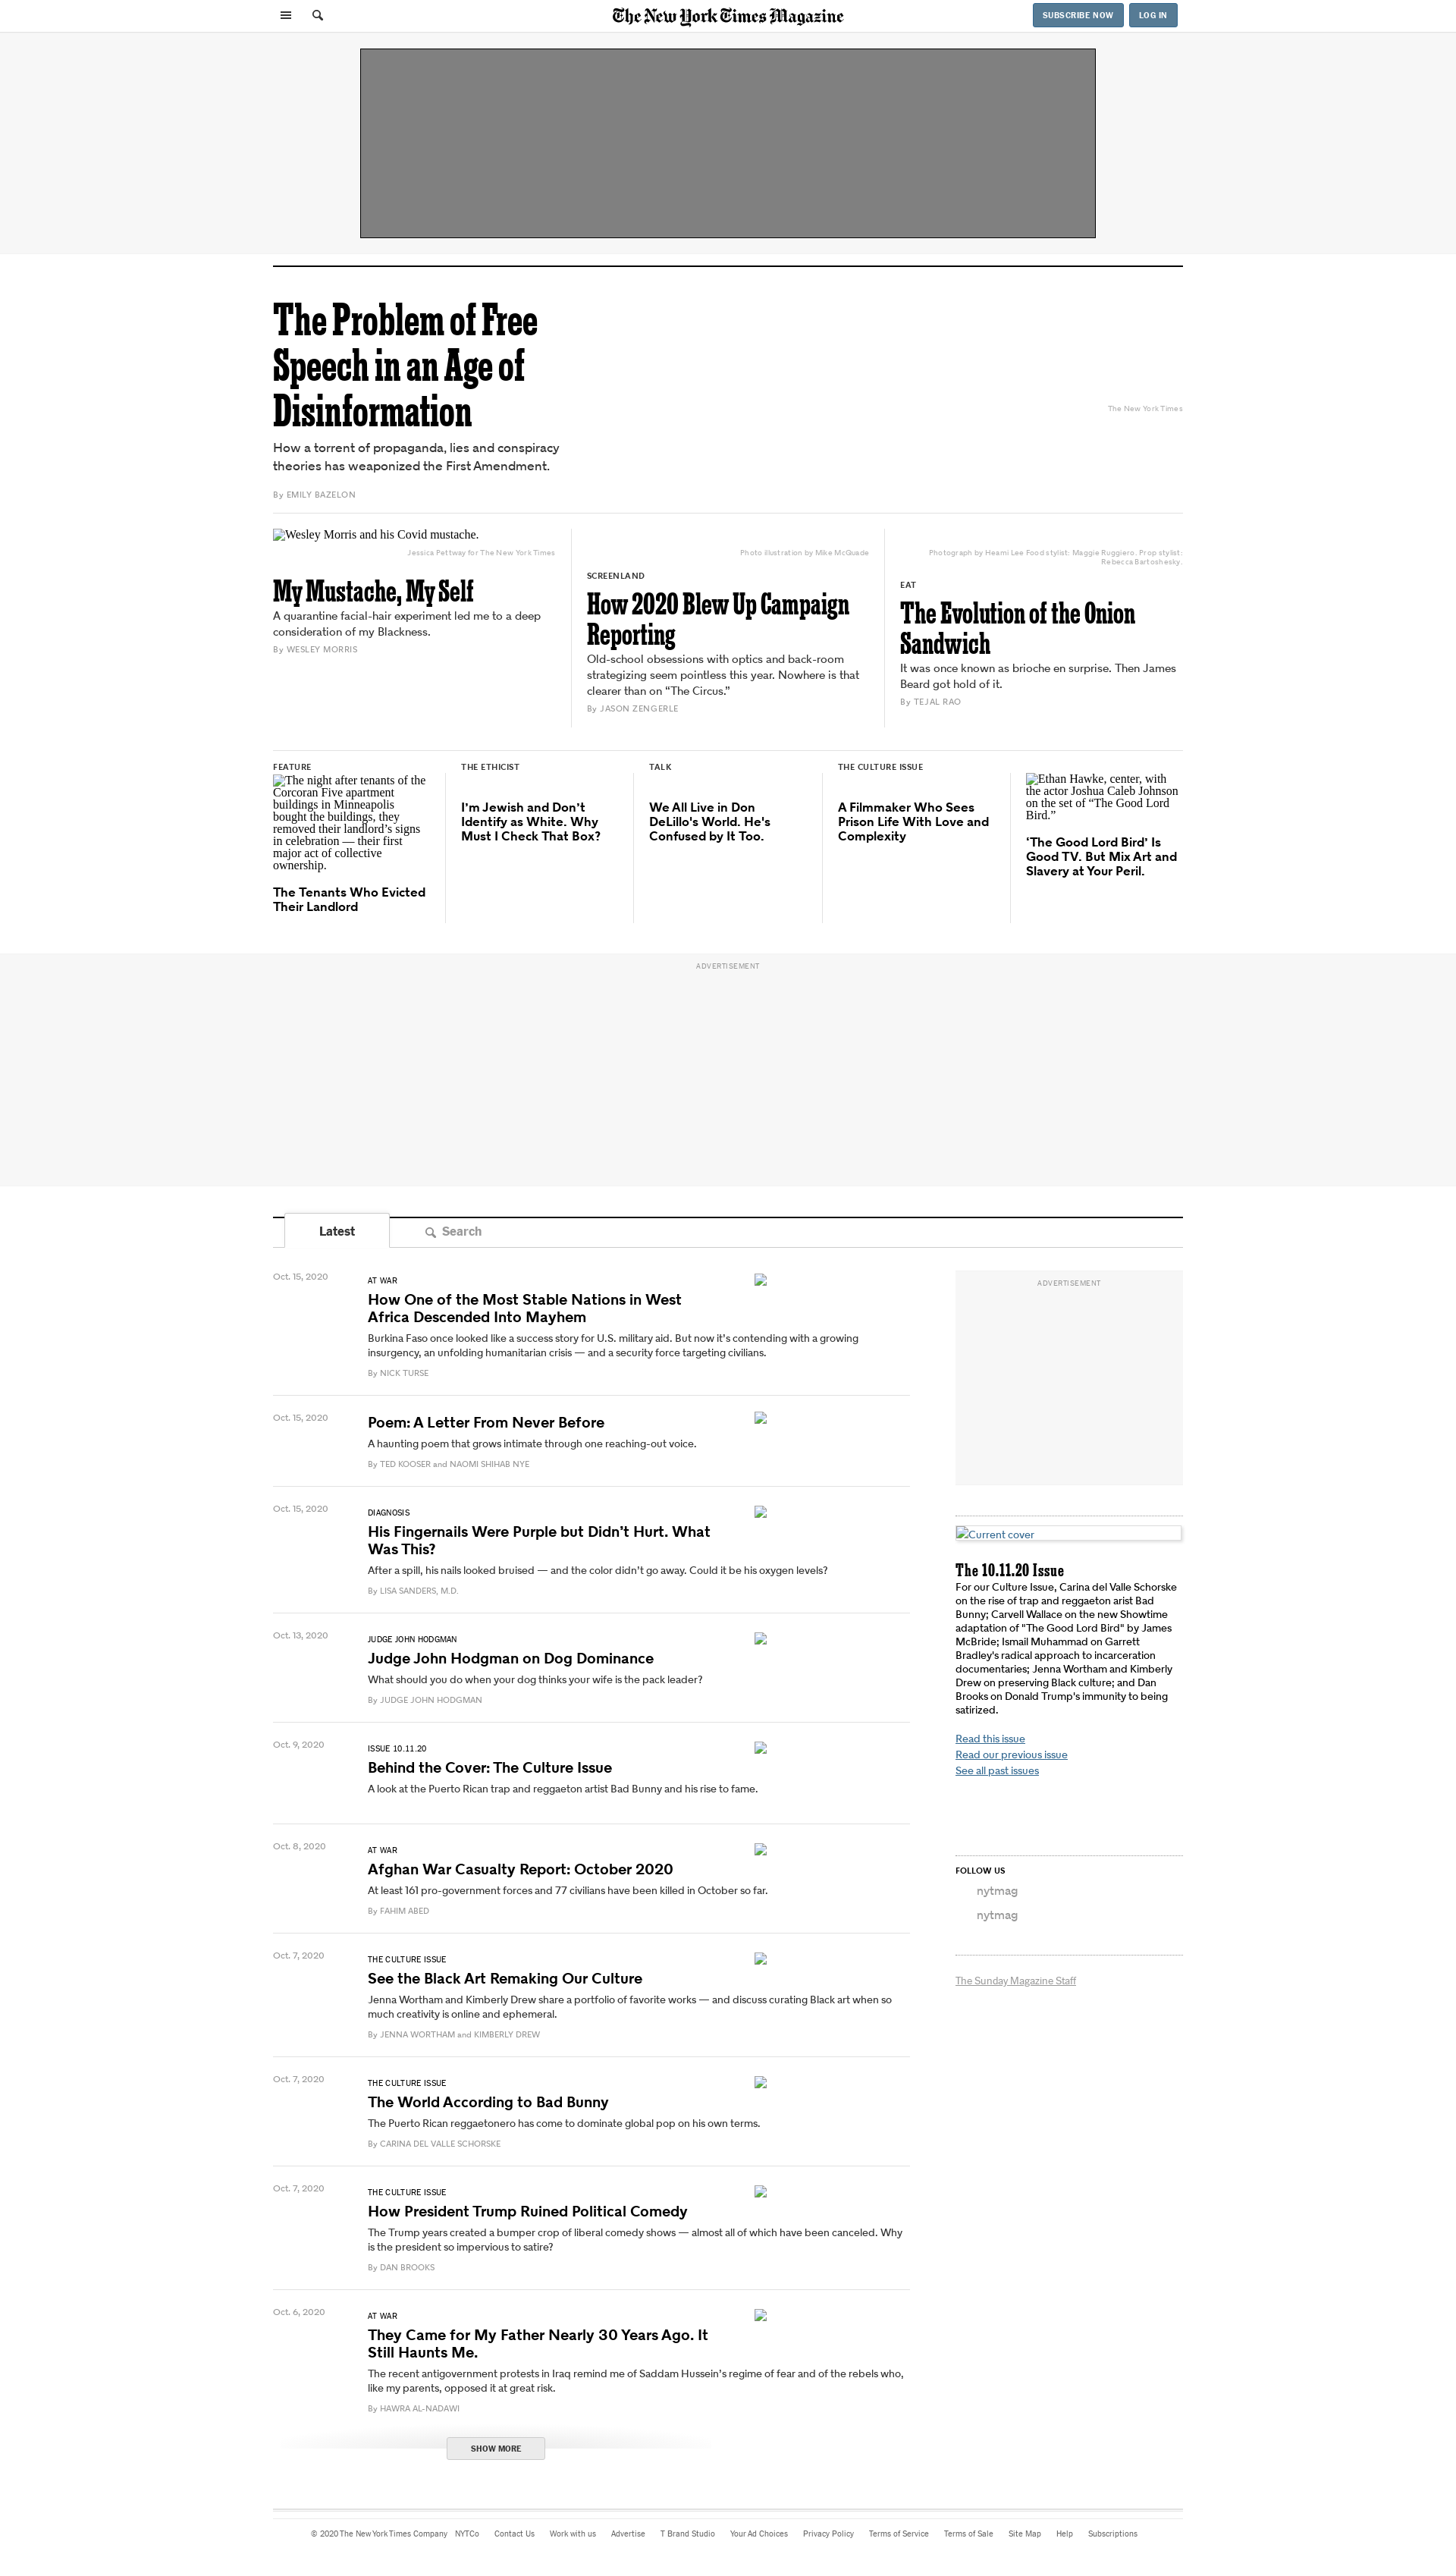 The New York Times Magazine
SUBSCRIBE NOW
LOG IN
The Problem of Free
Speech in an Age of
Disinformation
How a torrent of propaganda, lies and conspiracy
theories has weaponized the First Amendment.
By EMILY BAZELON
The New York Times
Wesley Morris and his Covid mustache.
Jessica Pettway for The New York Times
My Mustache, My Self
A quarantine facial-hair experiment led me to a deep
consideration of my Blackness.
By WESLEY MORRIS
Photo illustration by Mike McQuade
SCREENLAND
How 2020 Blew Up Campaign
Reporting
Old-school obsessions with optics and back-room
strategizing seem pointless this year. Nowhere is that
clearer than on “The Circus.”
By JASON ZENGERLE
Photograph by Heami Lee Food stylist: Maggie Ruggiero. Prop stylist:
Rebecca Bartoshesky.
EAT
The Evolution of the Onion
Sandwich
It was once known as brioche en surprise. Then James
Beard got hold of it.
By TEJAL RAO
FEATURE
The night after tenants of the
Corcoran Five apartment
buildings in Minneapolis
bought the buildings, they
removed their landlord’s signs
in celebration — their first
major act of collective
ownership.
The Tenants Who Evicted
Their Landlord
THE ETHICIST
I’m Jewish and Don’t
Identify as White. Why
Must I Check That Box?
TALK
We All Live in Don
DeLillo's World. He's
Confused by It Too.
THE CULTURE ISSUE
A Filmmaker Who Sees
Prison Life With Love and
Complexity
Ethan Hawke, center, with
the actor Joshua Caleb Johnson
on the set of “The Good Lord
Bird.”
‘The Good Lord Bird’ Is
Good TV. But Mix Art and
Slavery at Your Peril.
ADVERTISEMENT
Latest
Search
Oct. 15, 2020
AT WAR
How One of the Most Stable Nations in West
Africa Descended Into Mayhem
Burkina Faso once looked like a success story for U.S. military aid. But now it’s contending with a growing
insurgency, an unfolding humanitarian crisis — and a security force targeting civilians.
By NICK TURSE
Oct. 15, 2020
Poem: A Letter From Never Before
A haunting poem that grows intimate through one reaching-out voice.
By TED KOOSER and NAOMI SHIHAB NYE
Oct. 15, 2020
DIAGNOSIS
His Fingernails Were Purple but Didn’t Hurt. What
Was This?
After a spill, his nails looked bruised — and the color didn’t go away. Could it be his oxygen levels?
By LISA SANDERS, M.D.
Oct. 13, 2020
JUDGE JOHN HODGMAN
Judge John Hodgman on Dog Dominance
What should you do when your dog thinks your wife is the pack leader?
By JUDGE JOHN HODGMAN
Oct. 9, 2020
ISSUE 10.11.20
Behind the Cover: The Culture Issue
A look at the Puerto Rican trap and reggaeton artist Bad Bunny and his rise to fame.
Oct. 8, 2020
AT WAR
Afghan War Casualty Report: October 2020
At least 161 pro-government forces and 77 civilians have been killed in October so far.
By FAHIM ABED
Oct. 7, 2020
THE CULTURE ISSUE
See the Black Art Remaking Our Culture
Jenna Wortham and Kimberly Drew share a portfolio of favorite works — and discuss curating Black art when so
much creativity is online and ephemeral.
By JENNA WORTHAM and KIMBERLY DREW
Oct. 7, 2020
THE CULTURE ISSUE
The World According to Bad Bunny
The Puerto Rican reggaetonero has come to dominate global pop on his own terms.
By CARINA DEL VALLE SCHORSKE
Oct. 7, 2020
THE CULTURE ISSUE
How President Trump Ruined Political Comedy
The Trump years created a bumper crop of liberal comedy shows — almost all of which have been canceled. Why
is the president so impervious to satire?
By DAN BROOKS
Oct. 6, 2020
AT WAR
They Came for My Father Nearly 30 Years Ago. It
Still Haunts Me.
The recent antigovernment protests in Iraq remind me of Saddam Hussein’s regime of fear and of the rebels who,
like my parents, opposed it at great risk.
By HAWRA AL-NADAWI
SHOW MORE
ADVERTISEMENT
Current cover
The 10.11.20 Issue
For our Culture Issue, Carina del Valle Schorske
on the rise of trap and reggaeton arist Bad
Bunny; Carvell Wallace on the new Showtime
adaptation of "The Good Lord Bird" by James
McBride; Ismail Muhammad on Garrett
Bradley's radical approach to incarceration
documentaries; Jenna Wortham and Kimberly
Drew on preserving Black culture; and Dan
Brooks on Donald Trump's immunity to being
satirized.
Read this issue
Read our previous issue
See all past issues
FOLLOW US
nytmag
nytmag
The Sunday Magazine Staff
© 2020 The New York Times Company NYTCo Contact Us Work with us Advertise T Brand Studio Your Ad Choices Privacy Policy Terms of Service Terms of Sale Site Map Help Subscriptions